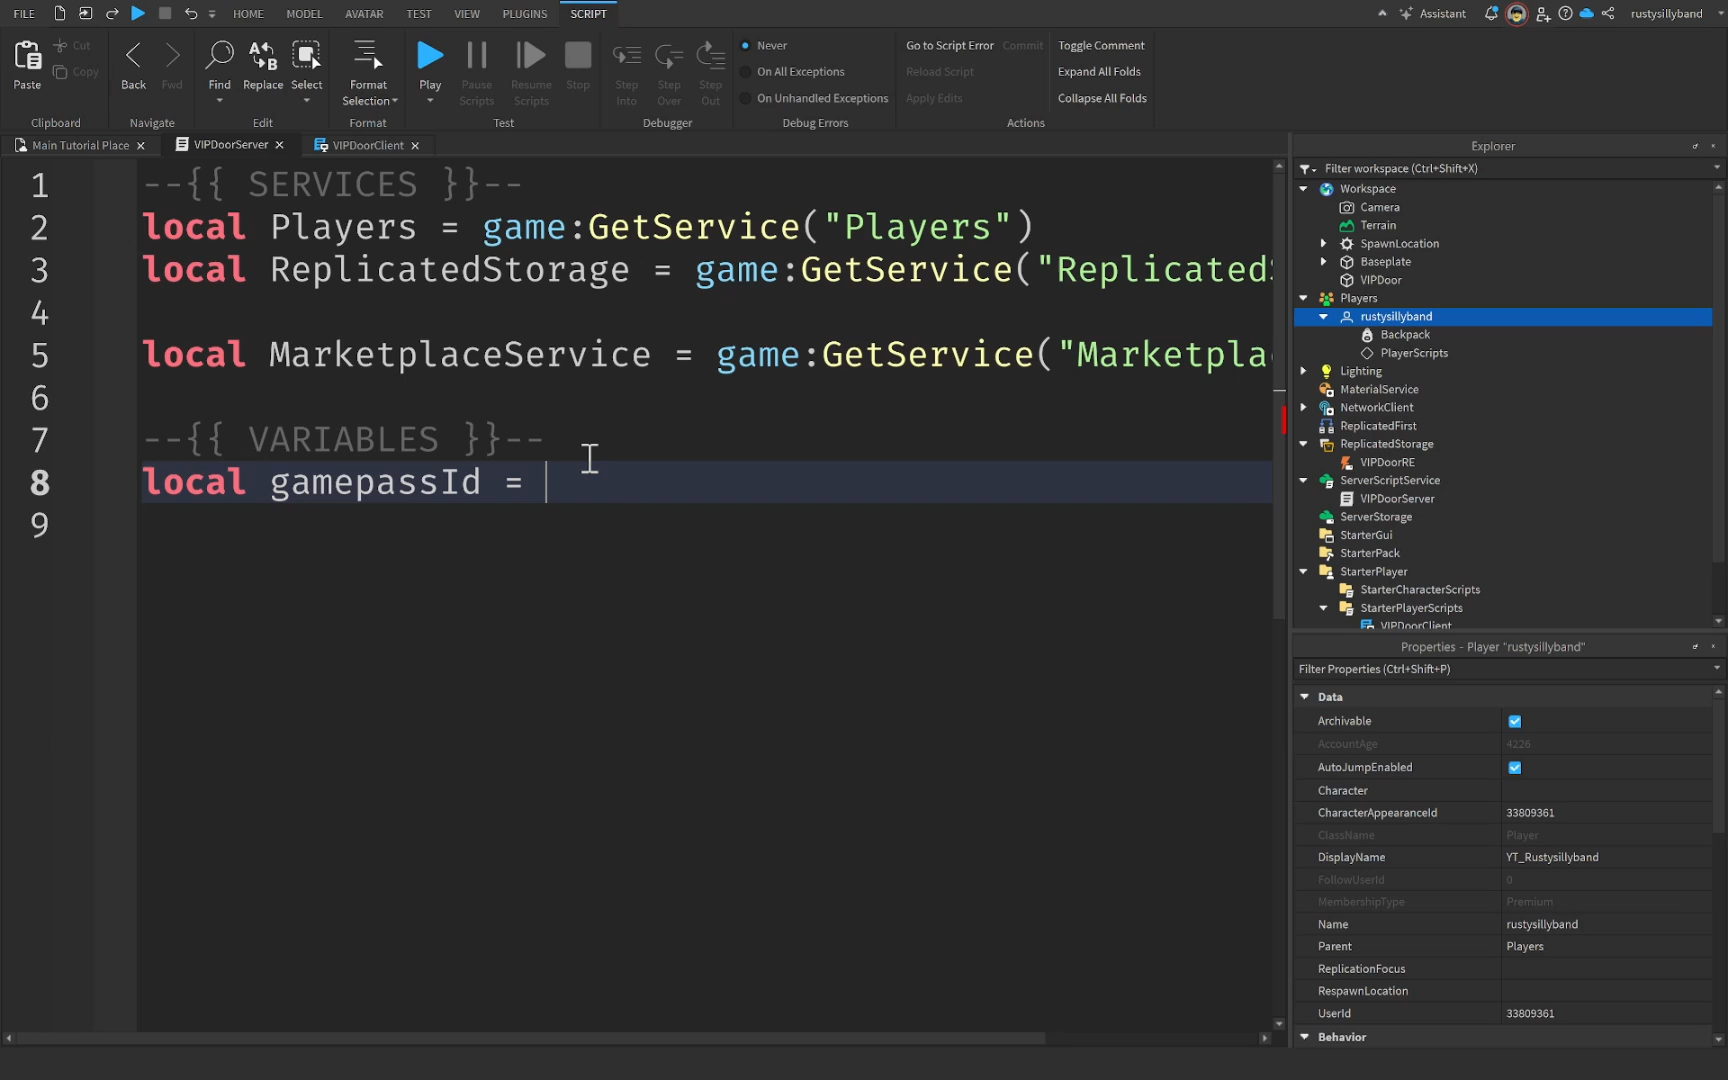 FILE HOME MODEL AVATAR TEST VIEW PLUGINS SCRIPT Assistant rustysillyband
Paste Cut Copy
Clipboard
Back Fwd
Navigate
Find Replace Select
Edit
Format Selection
Format
Play Pause Scripts Resume Scripts Stop
Test
Step Into Step Over Step Out
Debugger
Never
On All Exceptions
On Unhandled Exceptions
Debug Errors
Go to Script Error Commit Toggle Comment
Reload Script Expand All Folds
Apply Edits Collapse All Folds
Actions
Main Tutorial Place VIPDoorServer VIPDoorClient
1 --{{ SERVICES }}--
2 local Players = game:GetService("Players")
3 local ReplicatedStorage = game:GetService("Replicated
4
5 local MarketplaceService = game:GetService("Marketpla
6
7 --{{ VARIABLES }}--
8 local gamepassId =
9
Explorer
Filter workspace (Ctrl+Shift+X)
Workspace
Camera
Terrain
SpawnLocation
Baseplate
VIPDoor
Players
rustysillyband
Backpack
PlayerScripts
Lighting
MaterialService
NetworkClient
ReplicatedFirst
ReplicatedStorage
VIPDoorRE
ServerScriptService
VIPDoorServer
ServerStorage
StarterGui
StarterPack
StarterPlayer
StarterCharacterScripts
StarterPlayerScripts
VIPDoorClient
Properties - Player "rustysillyband"
Filter Properties (Ctrl+Shift+P)
Data
Archivable
AccountAge 4226
AutoJumpEnabled
Character
CharacterAppearanceId 33809361
ClassName Player
DisplayName YT_Rustysillyband
FollowUserId 0
MembershipType Premium
Name rustysillyband
Parent Players
ReplicationFocus
RespawnLocation
UserId 33809361
Behavior